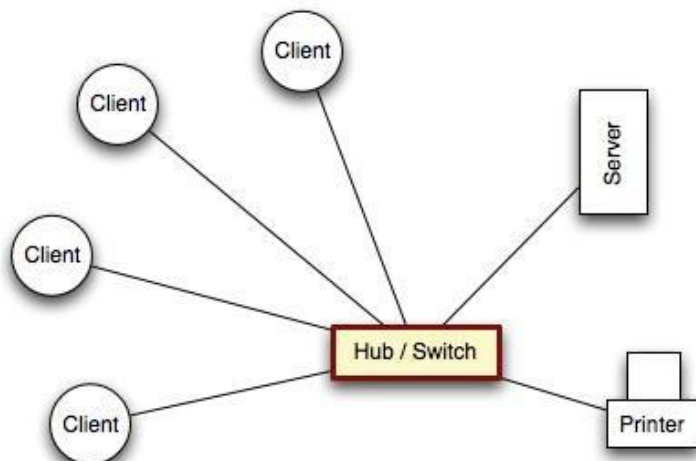 Client
Client
Server
Client
Hub / Switch
Client
Printer